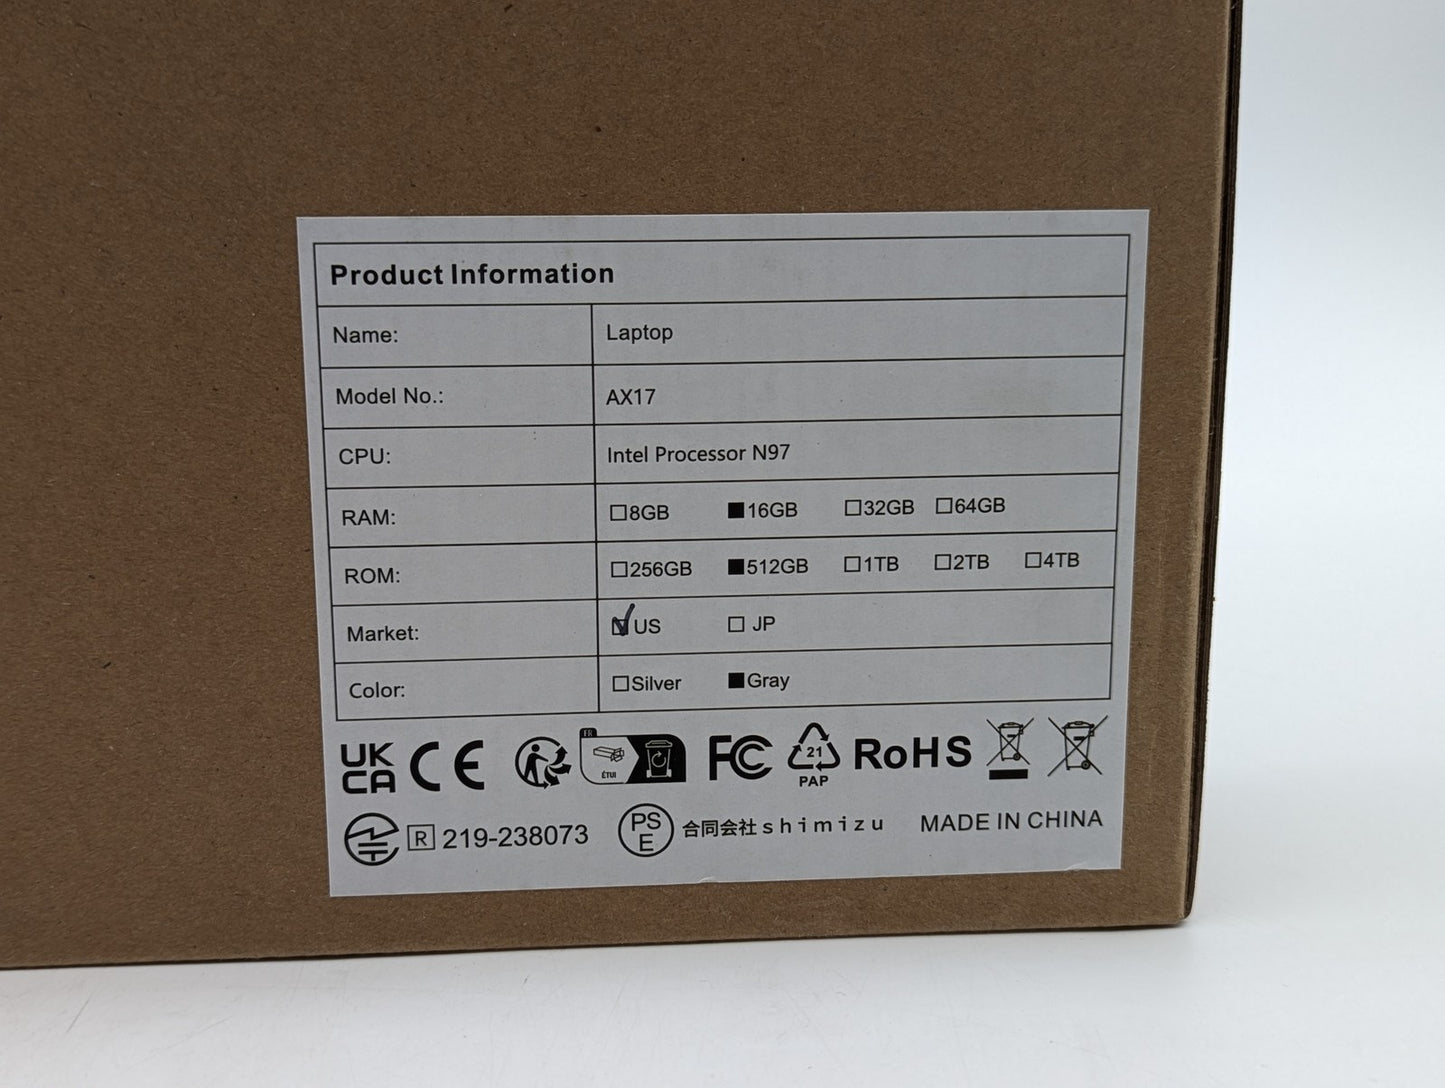 Product Information
Name: Laptop
Model No.: AX17
CPU: Intel Processor N97
RAM: □8GB ■16GB □32GB □64GB
ROM: □256GB ■512GB □1TB □2TB □4TB
Market: ☑US □ JP
Color: □Silver ■Gray
UK CA CE FR ÉTUI FC 21 PAP RoHS
R 219-238073 PS E 合同会社shimizu MADE IN CHINA